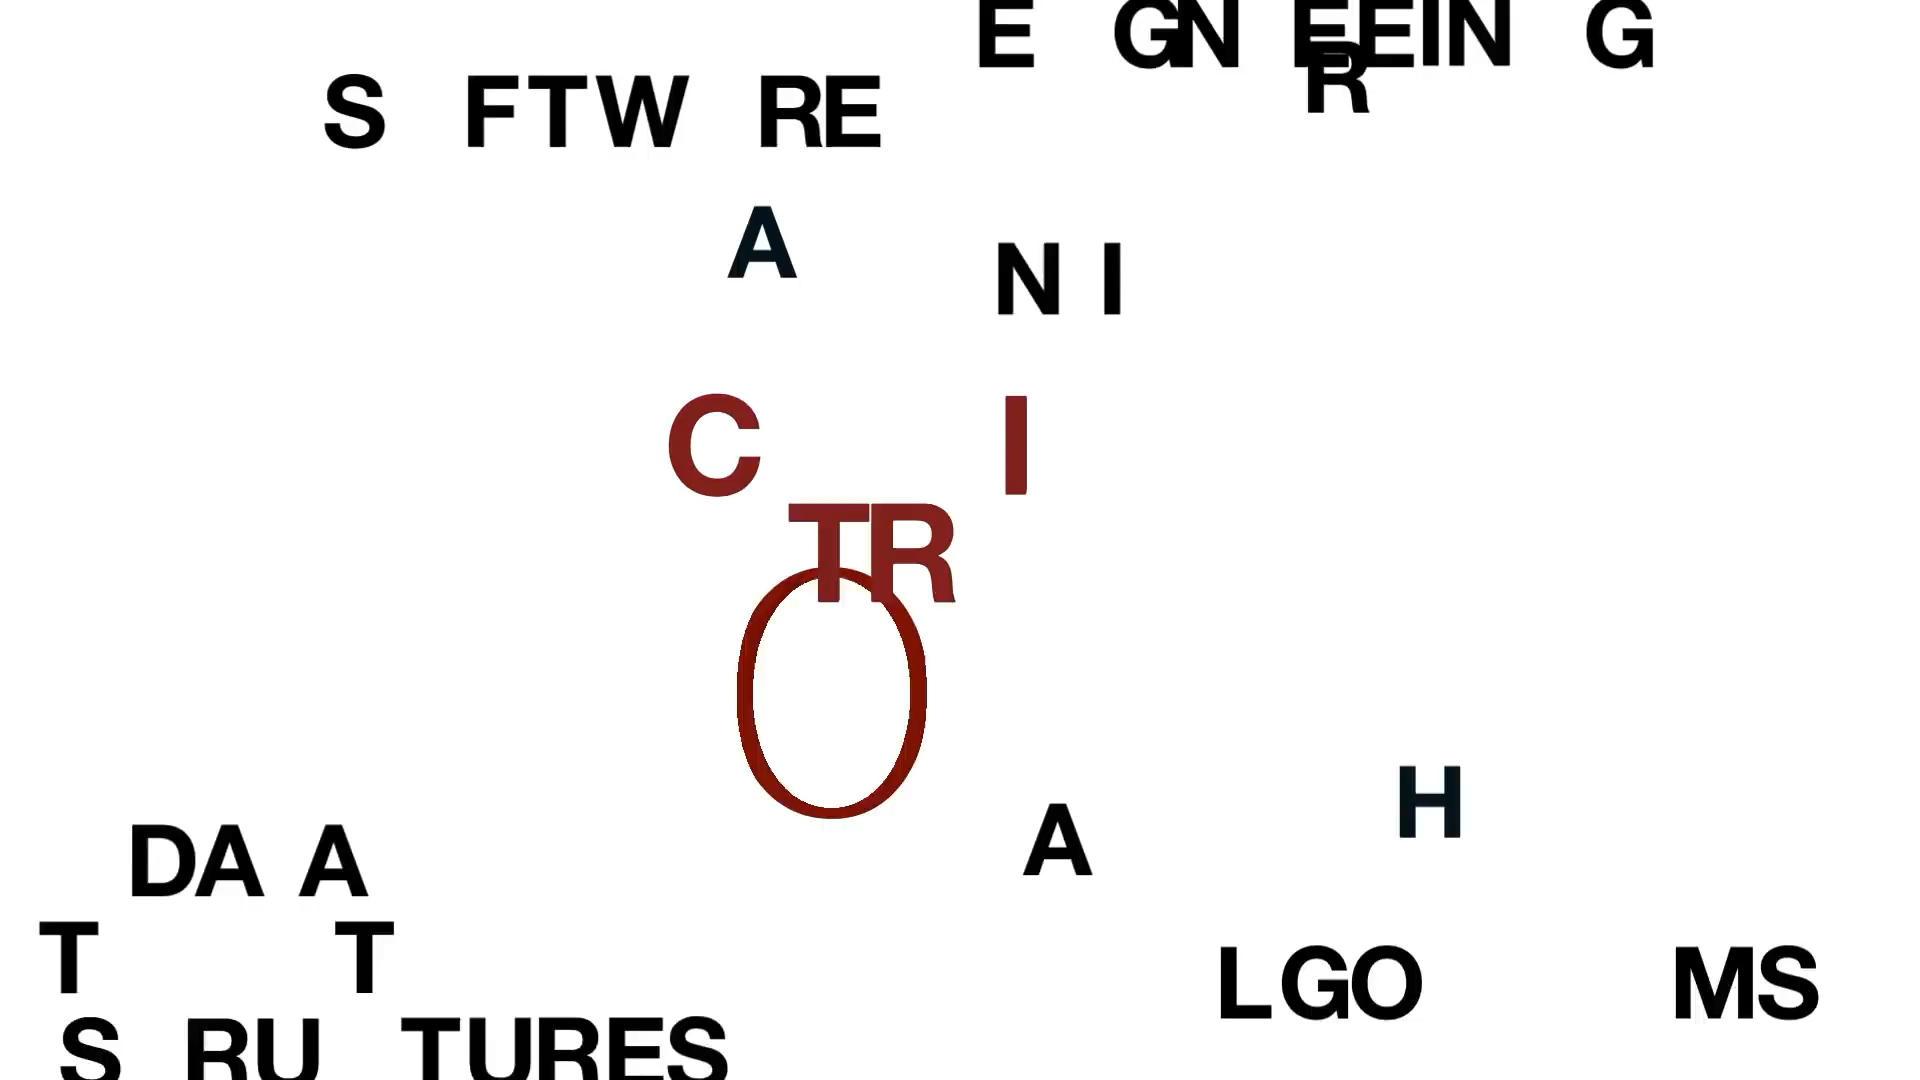 E GN EEIN G
S FTW RE
R
A
N I
C I
TR
O
H
A
DA A
T T
LGO MS
S RU TURES